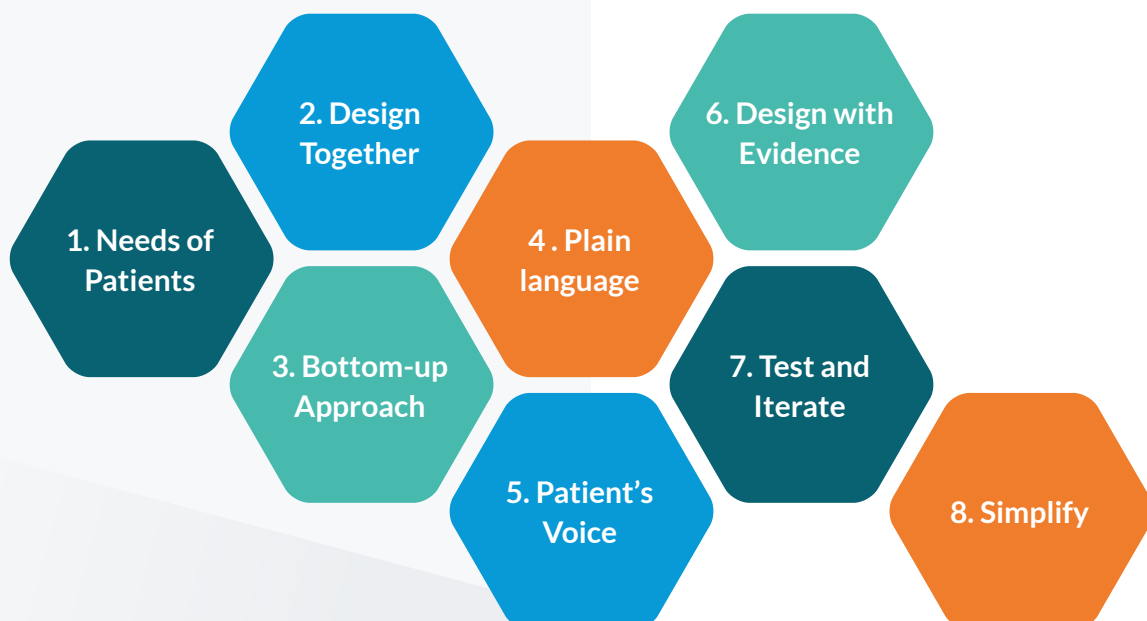 1. Needs of
Patients
2. Design
Together
3. Bottom-up
Approach
4 . Plain
language
5. Patient’s
Voice
6. Design with
Evidence
7. Test and
Iterate
8. Simplify